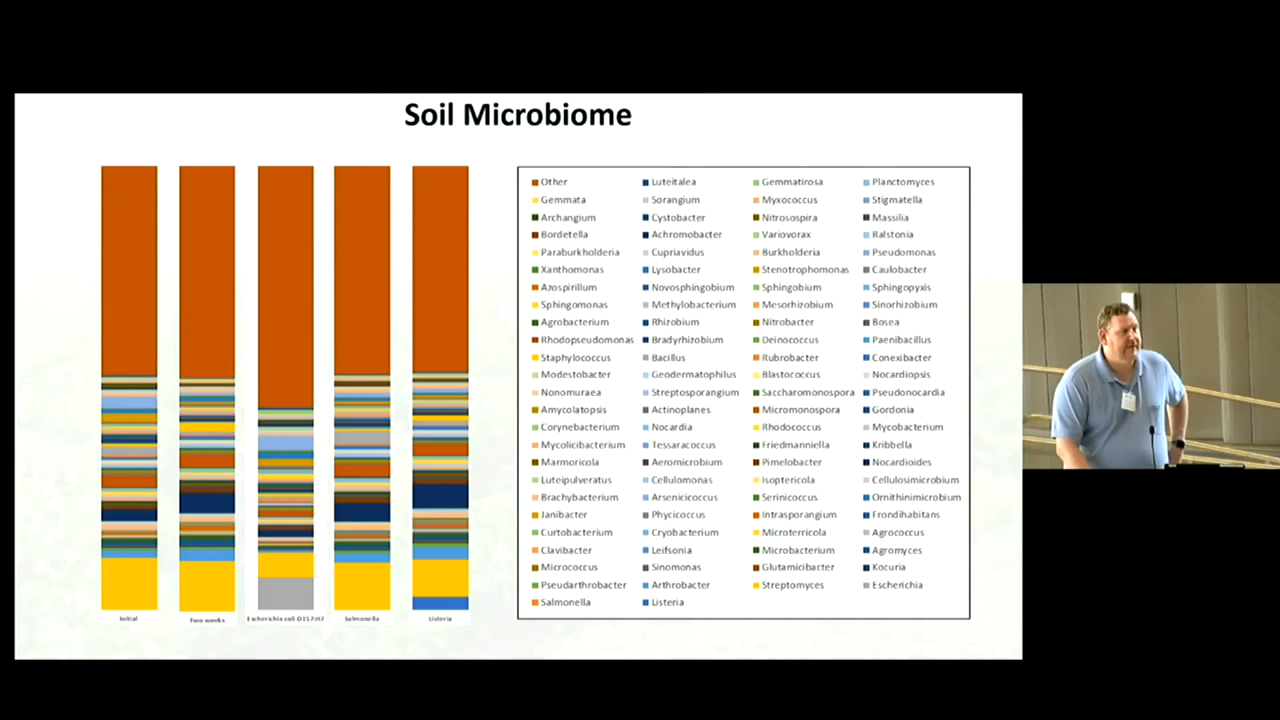 Soil Microbiome
Other Luteitalea Gemmatirosa Planctomyces
Gemmata Sorangium Myxococcus Stigmatella
Archangium Cystobacter Nitrosospira Massilia
Bordetella Achromobacter Variovorax Ralstonia
Paraburkholderia Cupriavidus Burkholderia Pseudomonas
Xanthomonas Lysobacter Stenotrophomonas Caulobacter
Azospirillum Novosphingobium Sphingobium Sphingopyxis
Sphingomonas Methylobacterium Mesorhizobium Sinorhizobium
Agrobacterium Rhizobium Nitrobacter Bosea
Rhodopseudomonas Bradyrhizobium Deinococcus Paenibacillus
Staphylococcus Bacillus Rubrobacter Conexibacter
Modestobacter Geodermatophilus Blastococcus Nocardiopsis
Nonomuraea Streptosporangium Saccharomonospora Pseudonocardia
Amycolatopsis Actinoplanes Micromonospora Gordonia
Corynebacterium Nocardia Rhodococcus Mycobacterium
Mycolicibacterium Tessaracoccus Friedmanniella Kribbella
Marmoricola Aeromicrobium Pimelobacter Nocardioides
Luteipulveratus Cellulomonas Isoptericola Cellulosimicrobium
Brachybacterium Arsenicicoccus Serinicoccus Ornithinimicrobium
Janibacter Phycicoccus Intrasporangium Frondihabitans
Curtobacterium Cryobacterium Microterricola Agrococcus
Clavibacter Leifsonia Microbacterium Agromyces
Micrococcus Sinomonas Glutamicibacter Kocuria
Pseudarthrobacter Arthrobacter Streptomyces Escherichia
Salmonella Listeria
Initial Two weeks Escherichia coli O157:H7 Salmonella Listeria